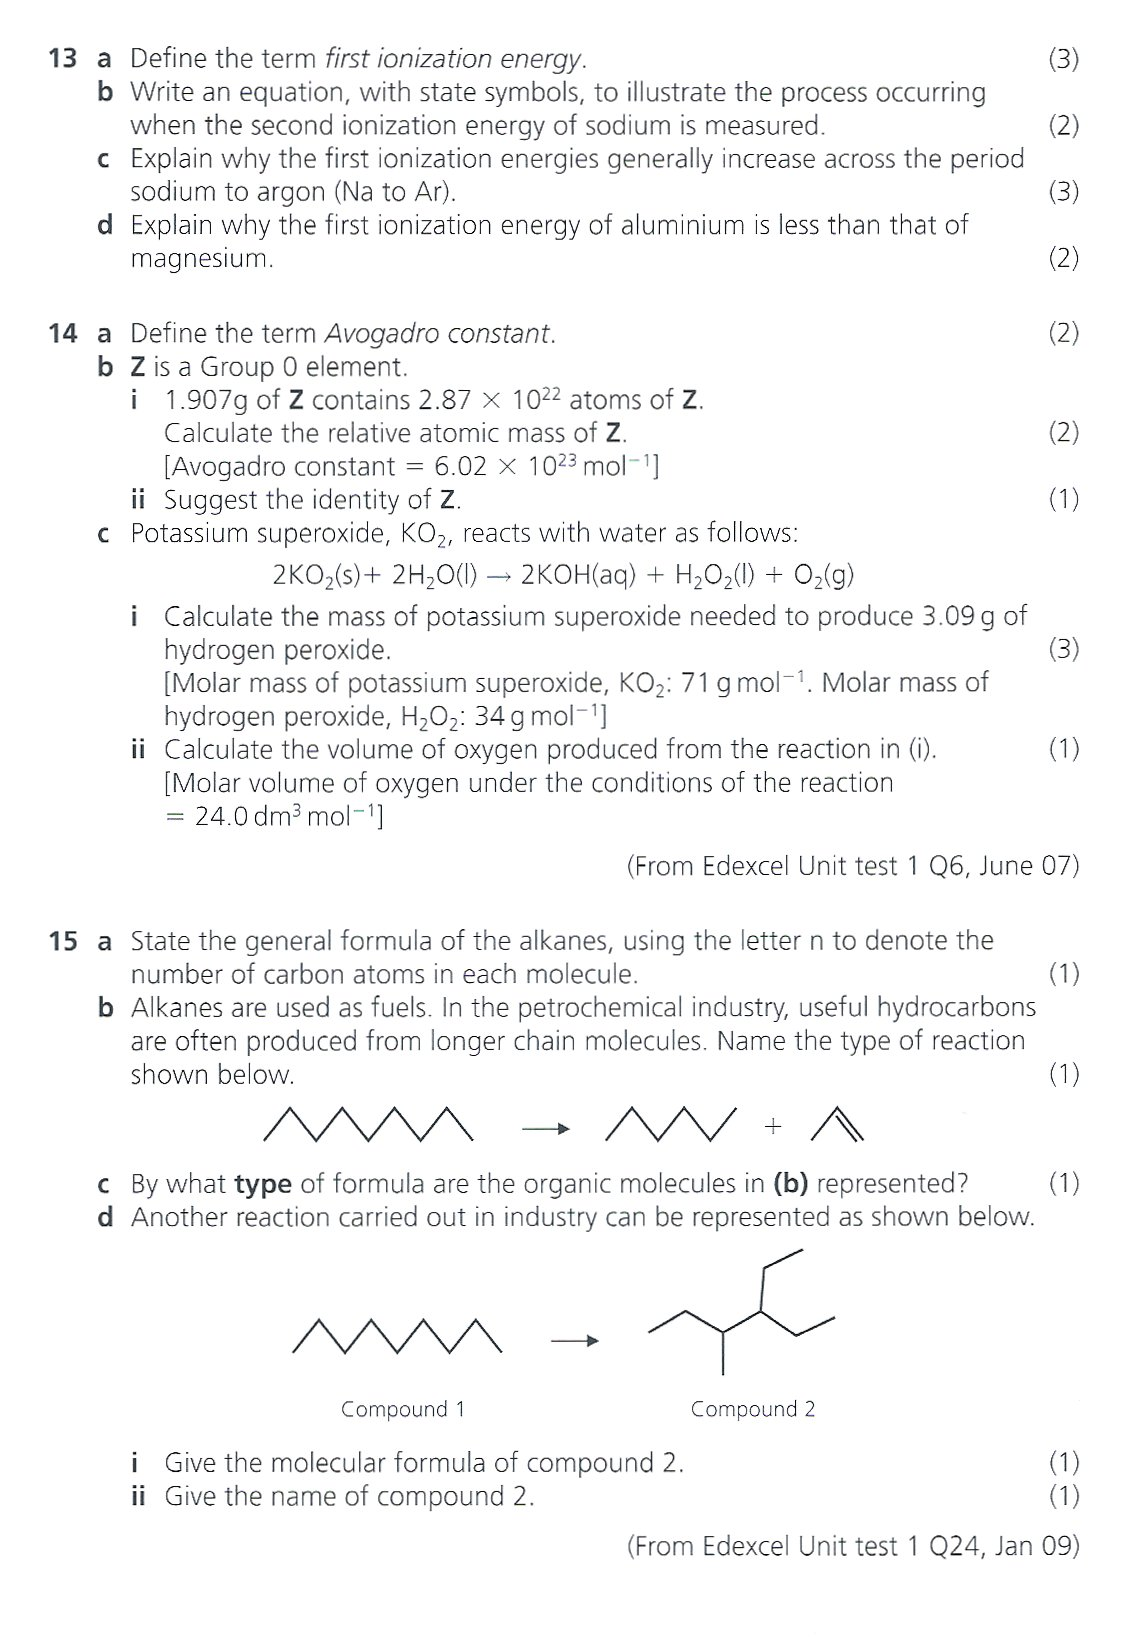 13 a Define the term first ionization energy. (3)
b Write an equation, with state symbols, to illustrate the process occurring
when the second ionization energy of sodium is measured. (2)
c Explain why the first ionization energies generally increase across the period
sodium to argon (Na to Ar). (3)
d Explain why the first ionization energy of aluminium is less than that of
magnesium. (2)
14 a Define the term Avogadro constant. (2)
b Z is a Group 0 element.
i 1.907g of Z contains 2.87 × 10²² atoms of Z.
Calculate the relative atomic mass of Z. (2)
[Avogadro constant = 6.02 × 10²³ mol⁻¹]
ii Suggest the identity of Z. (1)
c Potassium superoxide, KO₂, reacts with water as follows:
2KO₂(s)+ 2H₂O(l) → 2KOH(aq) + H₂O₂(l) + O₂(g)
i Calculate the mass of potassium superoxide needed to produce 3.09 g of
hydrogen peroxide. (3)
[Molar mass of potassium superoxide, KO₂: 71 g mol⁻¹. Molar mass of
hydrogen peroxide, H₂O₂: 34 g mol⁻¹]
ii Calculate the volume of oxygen produced from the reaction in (i). (1)
[Molar volume of oxygen under the conditions of the reaction
= 24.0 dm³ mol⁻¹]
(From Edexcel Unit test 1 Q6, June 07)
15 a State the general formula of the alkanes, using the letter n to denote the
number of carbon atoms in each molecule. (1)
b Alkanes are used as fuels. In the petrochemical industry, useful hydrocarbons
are often produced from longer chain molecules. Name the type of reaction
shown below. (1)
→ +
c By what type of formula are the organic molecules in (b) represented? (1)
d Another reaction carried out in industry can be represented as shown below.
→
Compound 1 Compound 2
i Give the molecular formula of compound 2. (1)
ii Give the name of compound 2. (1)
(From Edexcel Unit test 1 Q24, Jan 09)